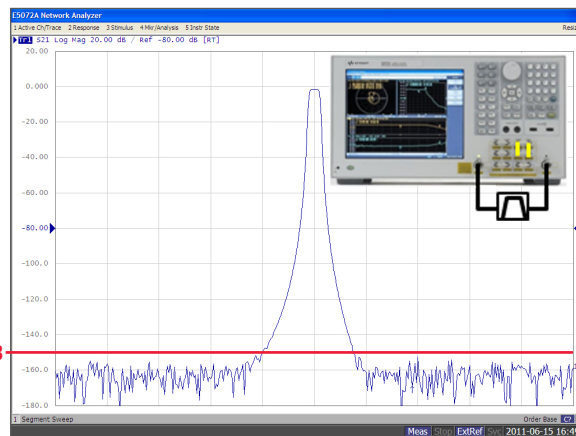 E5072A Network Analyzer
1 Active Ch/Trace 2 Response 3 Stimulus 4 Mkr/Analysis 5 Instr State
Tr1 S21 Log Mag 20.00 dB / Ref -80.00 dB [RT]
20.00
0.000
-20.00
-40.00
-60.00
-80.00
-100.0
-120.0
-140.0
-160.0
-180.0
1 Segment Sweep Order Base
Meas Stop ExtRef Svc 2011-06-15 16:4